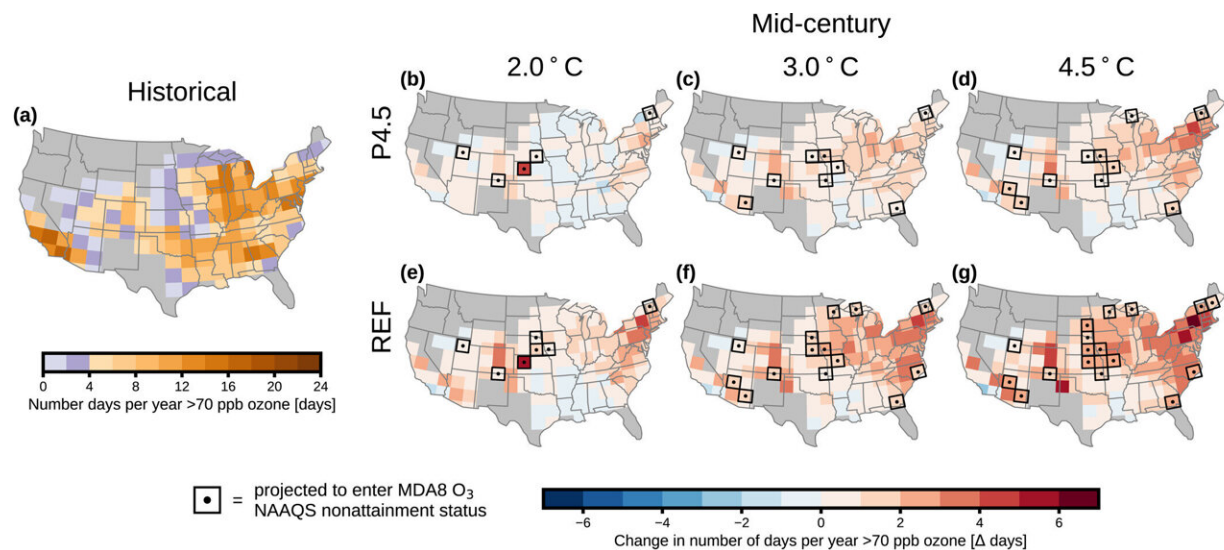 Mid-century
Historical
2.0 ° C
3.0 ° C
4.5 ° C
(a)
(b)
(c)
(d)
P4.5
(e)
(f)
(g)
REF
0 4 8 12 16 20 24
Number days per year >70 ppb ozone [days]
= projected to enter MDA8 O₃
NAAQS nonattainment status
−6 −4 −2 0 2 4 6
Change in number of days per year >70 ppb ozone [Δ days]